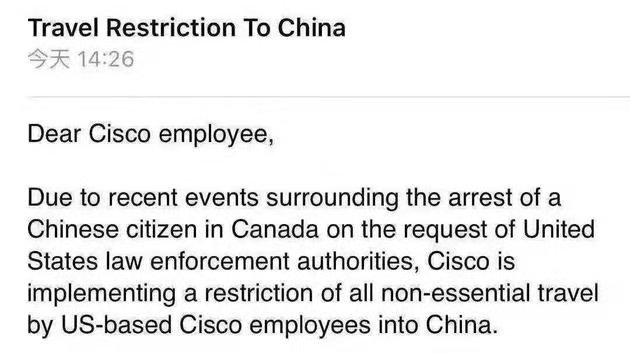 Travel Restriction To China
今天 14:26
Dear Cisco employee,
Due to recent events surrounding the arrest of a
Chinese citizen in Canada on the request of United
States law enforcement authorities, Cisco is
implementing a restriction of all non-essential travel
by US-based Cisco employees into China.